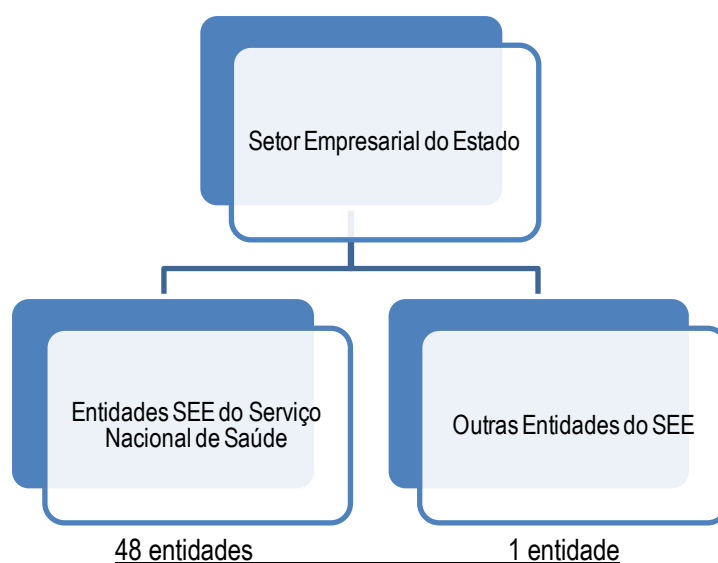 Setor Empresarial do Estado
Entidades SEE do Serviço
Nacional de Saúde
Outras Entidades do SEE
48 entidades
1 entidade